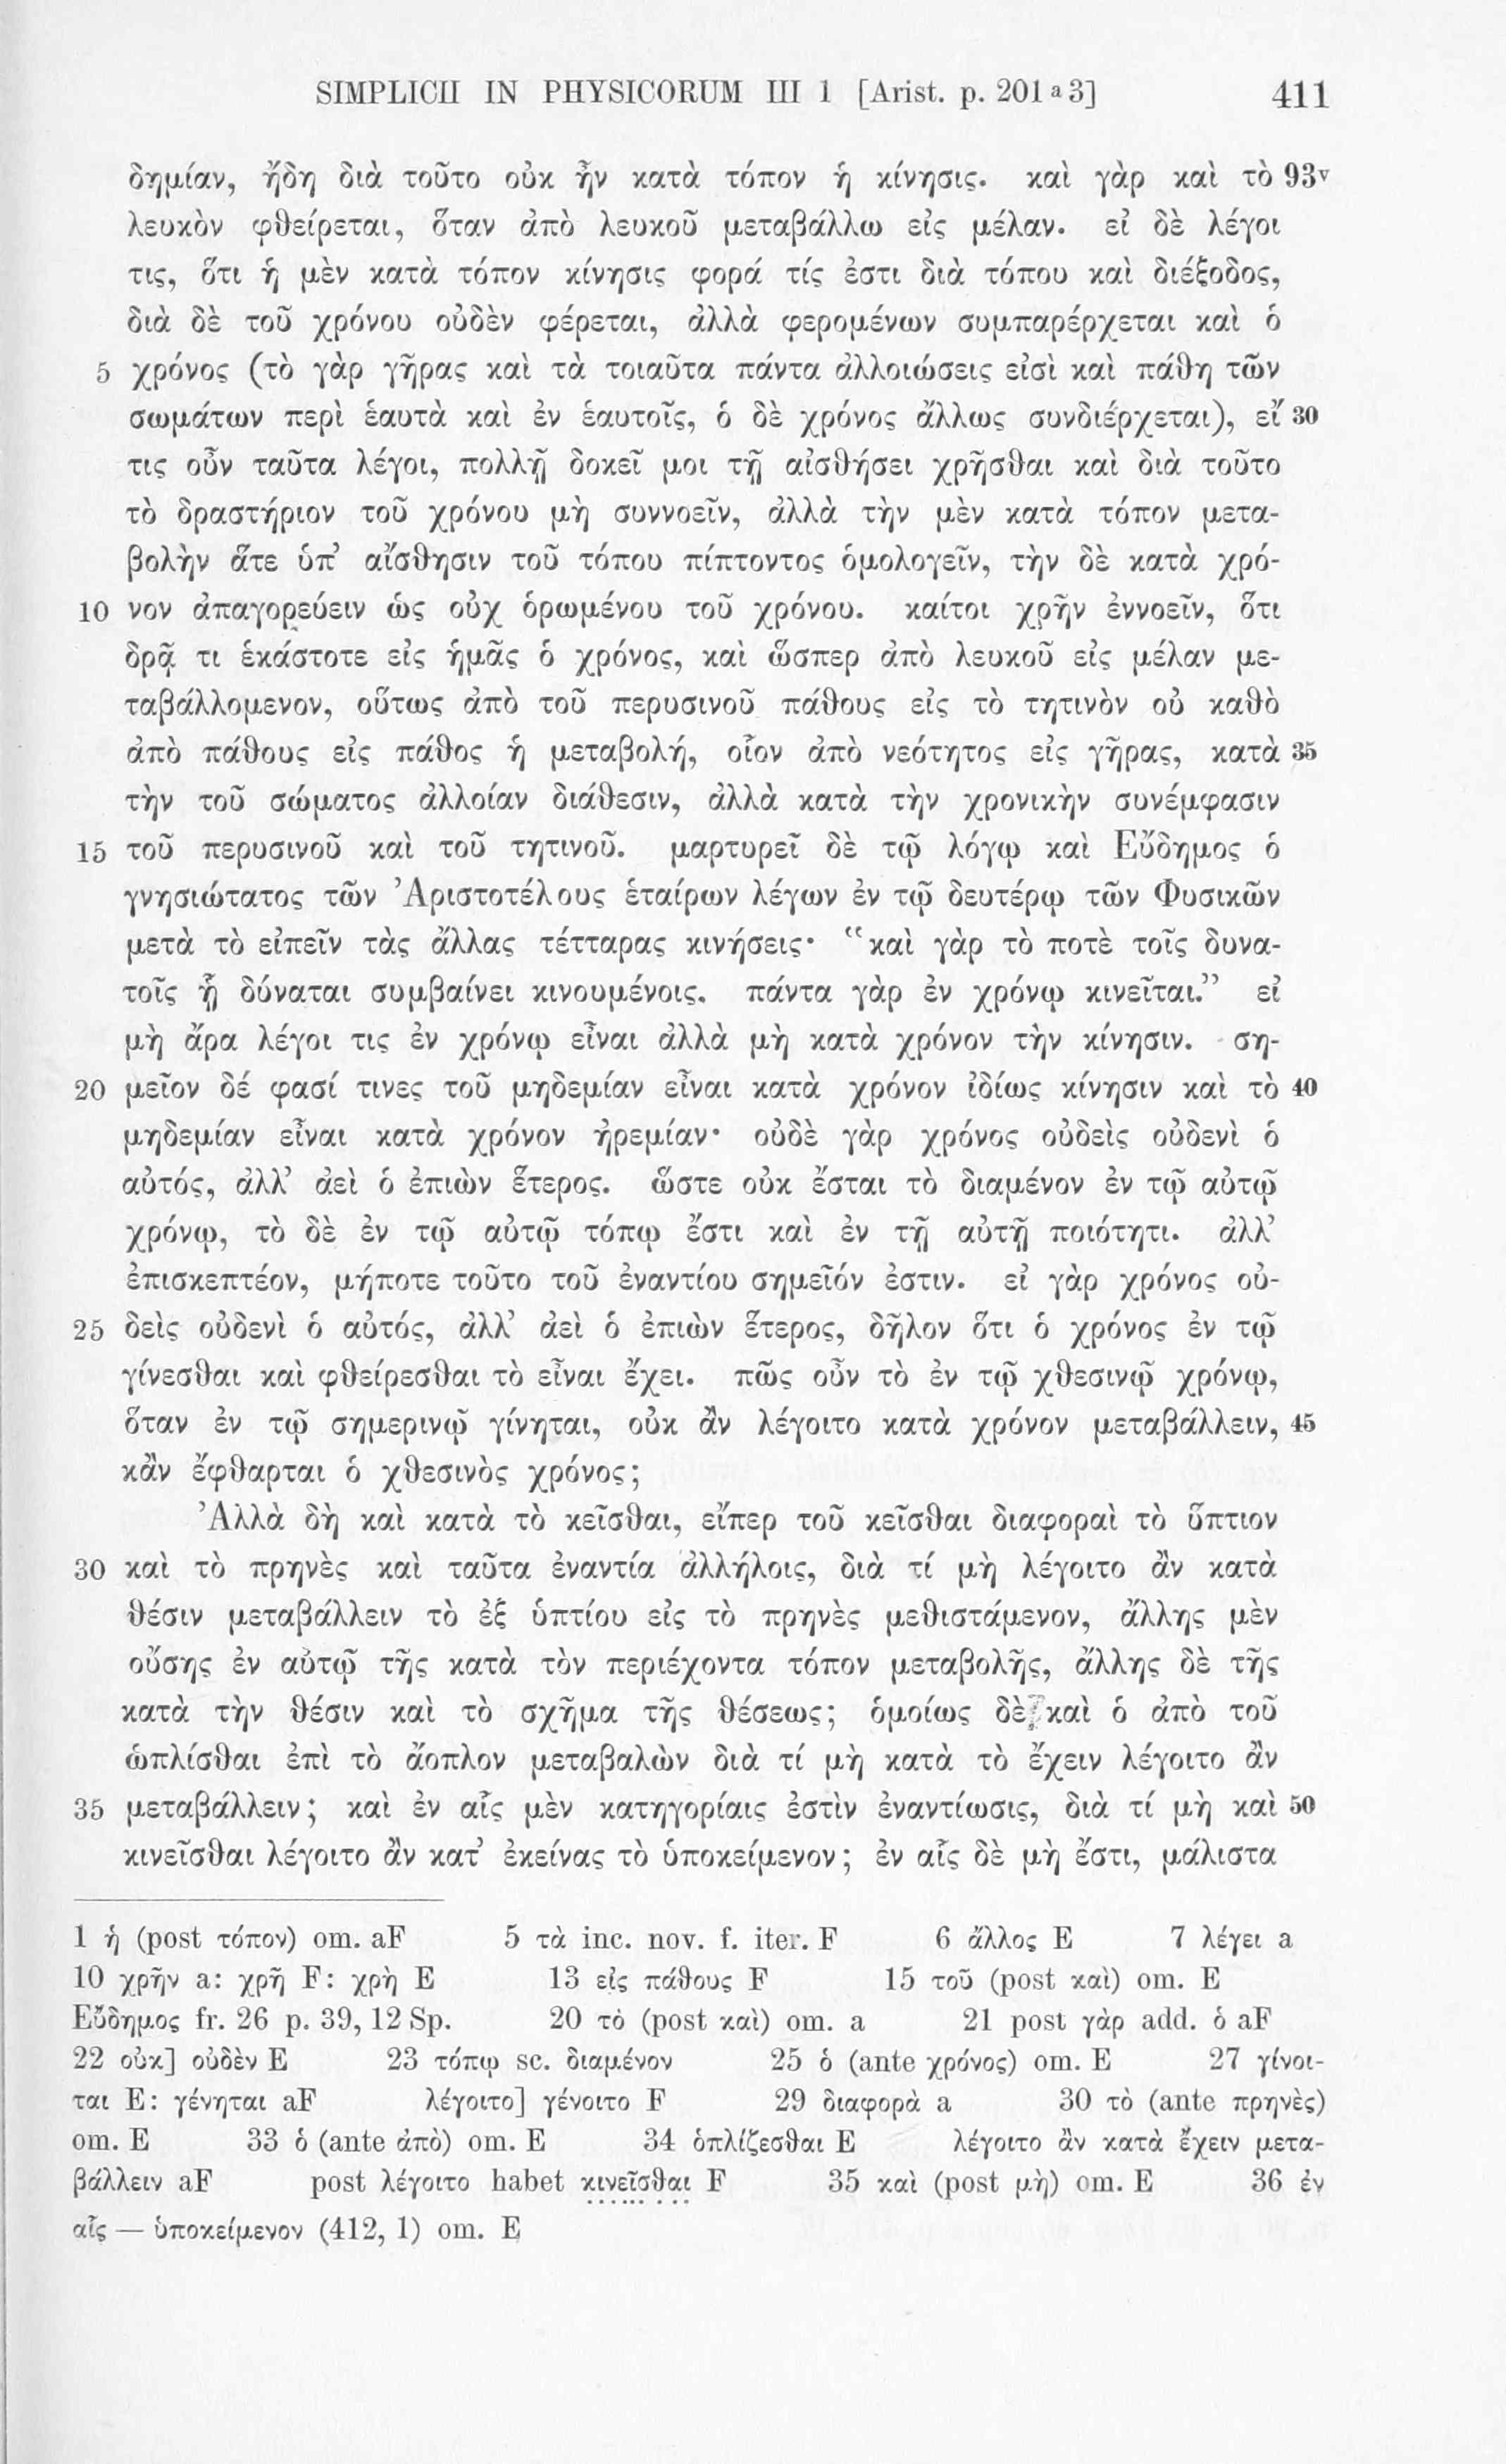 SIMPLICII IN PHYSICORUM III 1 [Arist. p. 201 a 3] 411
δημίαν, ἤδη διὰ τοῦτο οὐκ ἦν κατὰ τόπον ἡ κίνησις. καὶ γὰρ καὶ τὸ 93v
λευκὸν φθείρεται, ὅταν ἀπὸ λευκοῦ μεταβάλλω εἰς μέλαν. εἰ δὲ λέγοι
τις, ὅτι ἡ μὲν κατὰ τόπον κίνησις φορά τίς ἐστι διὰ τόπου καὶ διέξοδος,
διὰ δὲ τοῦ χρόνου οὐδὲν φέρεται, ἀλλὰ φερομένων συμπαρέρχεται καὶ ὁ
5 χρόνος (τὸ γὰρ γῆρας καὶ τὰ τοιαῦτα πάντα ἀλλοιώσεις εἰσὶ καὶ πάθη τῶν
σωμάτων περὶ ἑαυτὰ καὶ ἐν ἑαυτοῖς, ὁ δὲ χρόνος ἄλλως συνδιέρχεται), εἴ 30
τις οὖν ταῦτα λέγοι, πολλῇ δοκεῖ μοι τῇ αἰσθήσει χρῆσθαι καὶ διὰ τοῦτο
τὸ δραστήριον τοῦ χρόνου μὴ συννοεῖν, ἀλλὰ τὴν μὲν κατὰ τόπον μετα-
βολὴν ἅτε ὑπ’ αἴσθησιν τοῦ τόπου πίπτοντος ὁμολογεῖν, τὴν δὲ κατὰ χρό-
10 νον ἀπαγορεύειν ὡς οὐχ ὁρωμένου τοῦ χρόνου. καίτοι χρῆν ἐννοεῖν, ὅτι
δρᾷ τι ἑκάστοτε εἰς ἡμᾶς ὁ χρόνος, καὶ ὥσπερ ἀπὸ λευκοῦ εἰς μέλαν με-
ταβάλλομενον, οὕτως ἀπὸ τοῦ περυσινοῦ πάθους εἰς τὸ τητινὸν οὐ καθὸ
ἀπὸ πάθους εἰς πάθος ἡ μεταβολή, οἷον ἀπὸ νεότητος εἰς γῆρας, κατὰ 35
τὴν τοῦ σώματος ἀλλοίαν διάθεσιν, ἀλλὰ κατὰ τὴν χρονικὴν συνέμφασιν
15 τοῦ περυσινοῦ καὶ τοῦ τητινοῦ. μαρτυρεῖ δὲ τῷ λόγῳ καὶ Εὔδημος ὁ
γνησιώτατος τῶν Ἀριστοτέλους ἑταίρων λέγων ἐν τῷ δευτέρῳ τῶν Φυσικῶν
μετὰ τὸ εἰπεῖν τὰς ἄλλας τέτταρας κινήσεις· “καὶ γὰρ τὸ ποτὲ τοῖς δυνα-
τοῖς ᾗ δύναται συμβαίνει κινουμένοις. πάντα γὰρ ἐν χρόνῳ κινεῖται.” εἰ
μὴ ἄρα λέγοι τις ἐν χρόνῳ εἶναι ἀλλὰ μὴ κατὰ χρόνον τὴν κίνησιν. ση-
20 μεῖον δέ φασί τινες τοῦ μηδεμίαν εἶναι κατὰ χρόνον ἰδίως κίνησιν καὶ τὸ 40
μηδεμίαν εἶναι κατὰ χρόνον ἠρεμίαν· οὐδὲ γὰρ χρόνος οὐδεὶς οὐδενὶ ὁ
αὐτός, ἀλλ’ ἀεὶ ὁ ἐπιὼν ἕτερος. ὥστε οὐκ ἔσται τὸ διαμένον ἐν τῷ αὐτῷ
χρόνῳ, τὸ δὲ ἐν τῷ αὐτῷ τόπῳ ἔστι καὶ ἐν τῇ αὐτῇ ποιότητι. ἀλλ’
ἐπισκεπτέον, μήποτε τοῦτο τοῦ ἐναντίου σημεῖόν ἐστιν. εἰ γὰρ χρόνος οὐ-
25 δεὶς οὐδενὶ ὁ αὐτός, ἀλλ’ ἀεὶ ὁ ἐπιὼν ἕτερος, δῆλον ὅτι ὁ χρόνος ἐν τῷ
γίνεσθαι καὶ φθείρεσθαι τὸ εἶναι ἔχει. πῶς οὖν τὸ ἐν τῷ χθεσινῷ χρόνῳ,
ὅταν ἐν τῷ σημερινῷ γίνηται, οὐκ ἂν λέγοιτο κατὰ χρόνον μεταβάλλειν, 45
κἂν ἔφθαρται ὁ χθεσινὸς χρόνος;
Ἀλλὰ δὴ καὶ κατὰ τὸ κεῖσθαι, εἴπερ τοῦ κεῖσθαι διαφοραὶ τὸ ὕπτιον
30 καὶ τὸ πρηνὲς καὶ ταῦτα ἐναντία ἀλλήλοις, διὰ τί μὴ λέγοιτο ἂν κατὰ
θέσιν μεταβάλλειν τὸ ἐξ ὑπτίου εἰς τὸ πρηνὲς μεθιστάμενον, ἄλλης μὲν
οὔσης ἐν αὐτῷ τῆς κατὰ τὸν περιέχοντα τόπον μεταβολῆς, ἄλλης δὲ τῆς
κατὰ τὴν θέσιν καὶ τὸ σχῆμα τῆς θέσεως; ὁμοίως δὲ καὶ ὁ ἀπὸ τοῦ
ὡπλίσθαι ἐπὶ τὸ ἄοπλον μεταβαλὼν διὰ τί μὴ κατὰ τὸ ἔχειν λέγοιτο ἂν
35 μεταβάλλειν; καὶ ἐν αἷς μὲν κατηγορίαις ἐστὶν ἐναντίωσις, διὰ τί μὴ καὶ 50
κινεῖσθαι λέγοιτο ἂν κατ’ ἐκείνας τὸ ὑποκείμενον; ἐν αἷς δὲ μὴ ἔστι, μάλιστα
1 ἡ (post τόπον) om. aF 5 τὰ inc. nov. f. iter. F 6 ἄλλος E 7 λέγει a
10 χρῆν a: χρῆ F: χρὴ E 13 εἰς πάθους F 15 τοῦ (post καὶ) om. E
Εὔδημος fr. 26 p. 39, 12 Sp. 20 τὸ (post καὶ) om. a 21 post γὰρ add. ὁ aF
22 οὐκ] οὐδὲν E 23 τόπῳ sc. διαμένον 25 ὁ (ante χρόνος) om. E 27 γίνοι-
ται E: γένηται aF λέγοιτο] γένοιτο F 29 διαφορὰ a 30 τὸ (ante πρηνὲς)
om. E 33 ὁ (ante ἀπὸ) om. E 34 ὁπλίζεσθαι E λέγοιτο ἂν κατὰ ἔχειν μετα-
βάλλειν aF post λέγοιτο habet κινεῖσθαι F 35 καὶ (post μὴ) om. E 36 ἐν
αἷς — ὑποκείμενον (412, 1) om. E